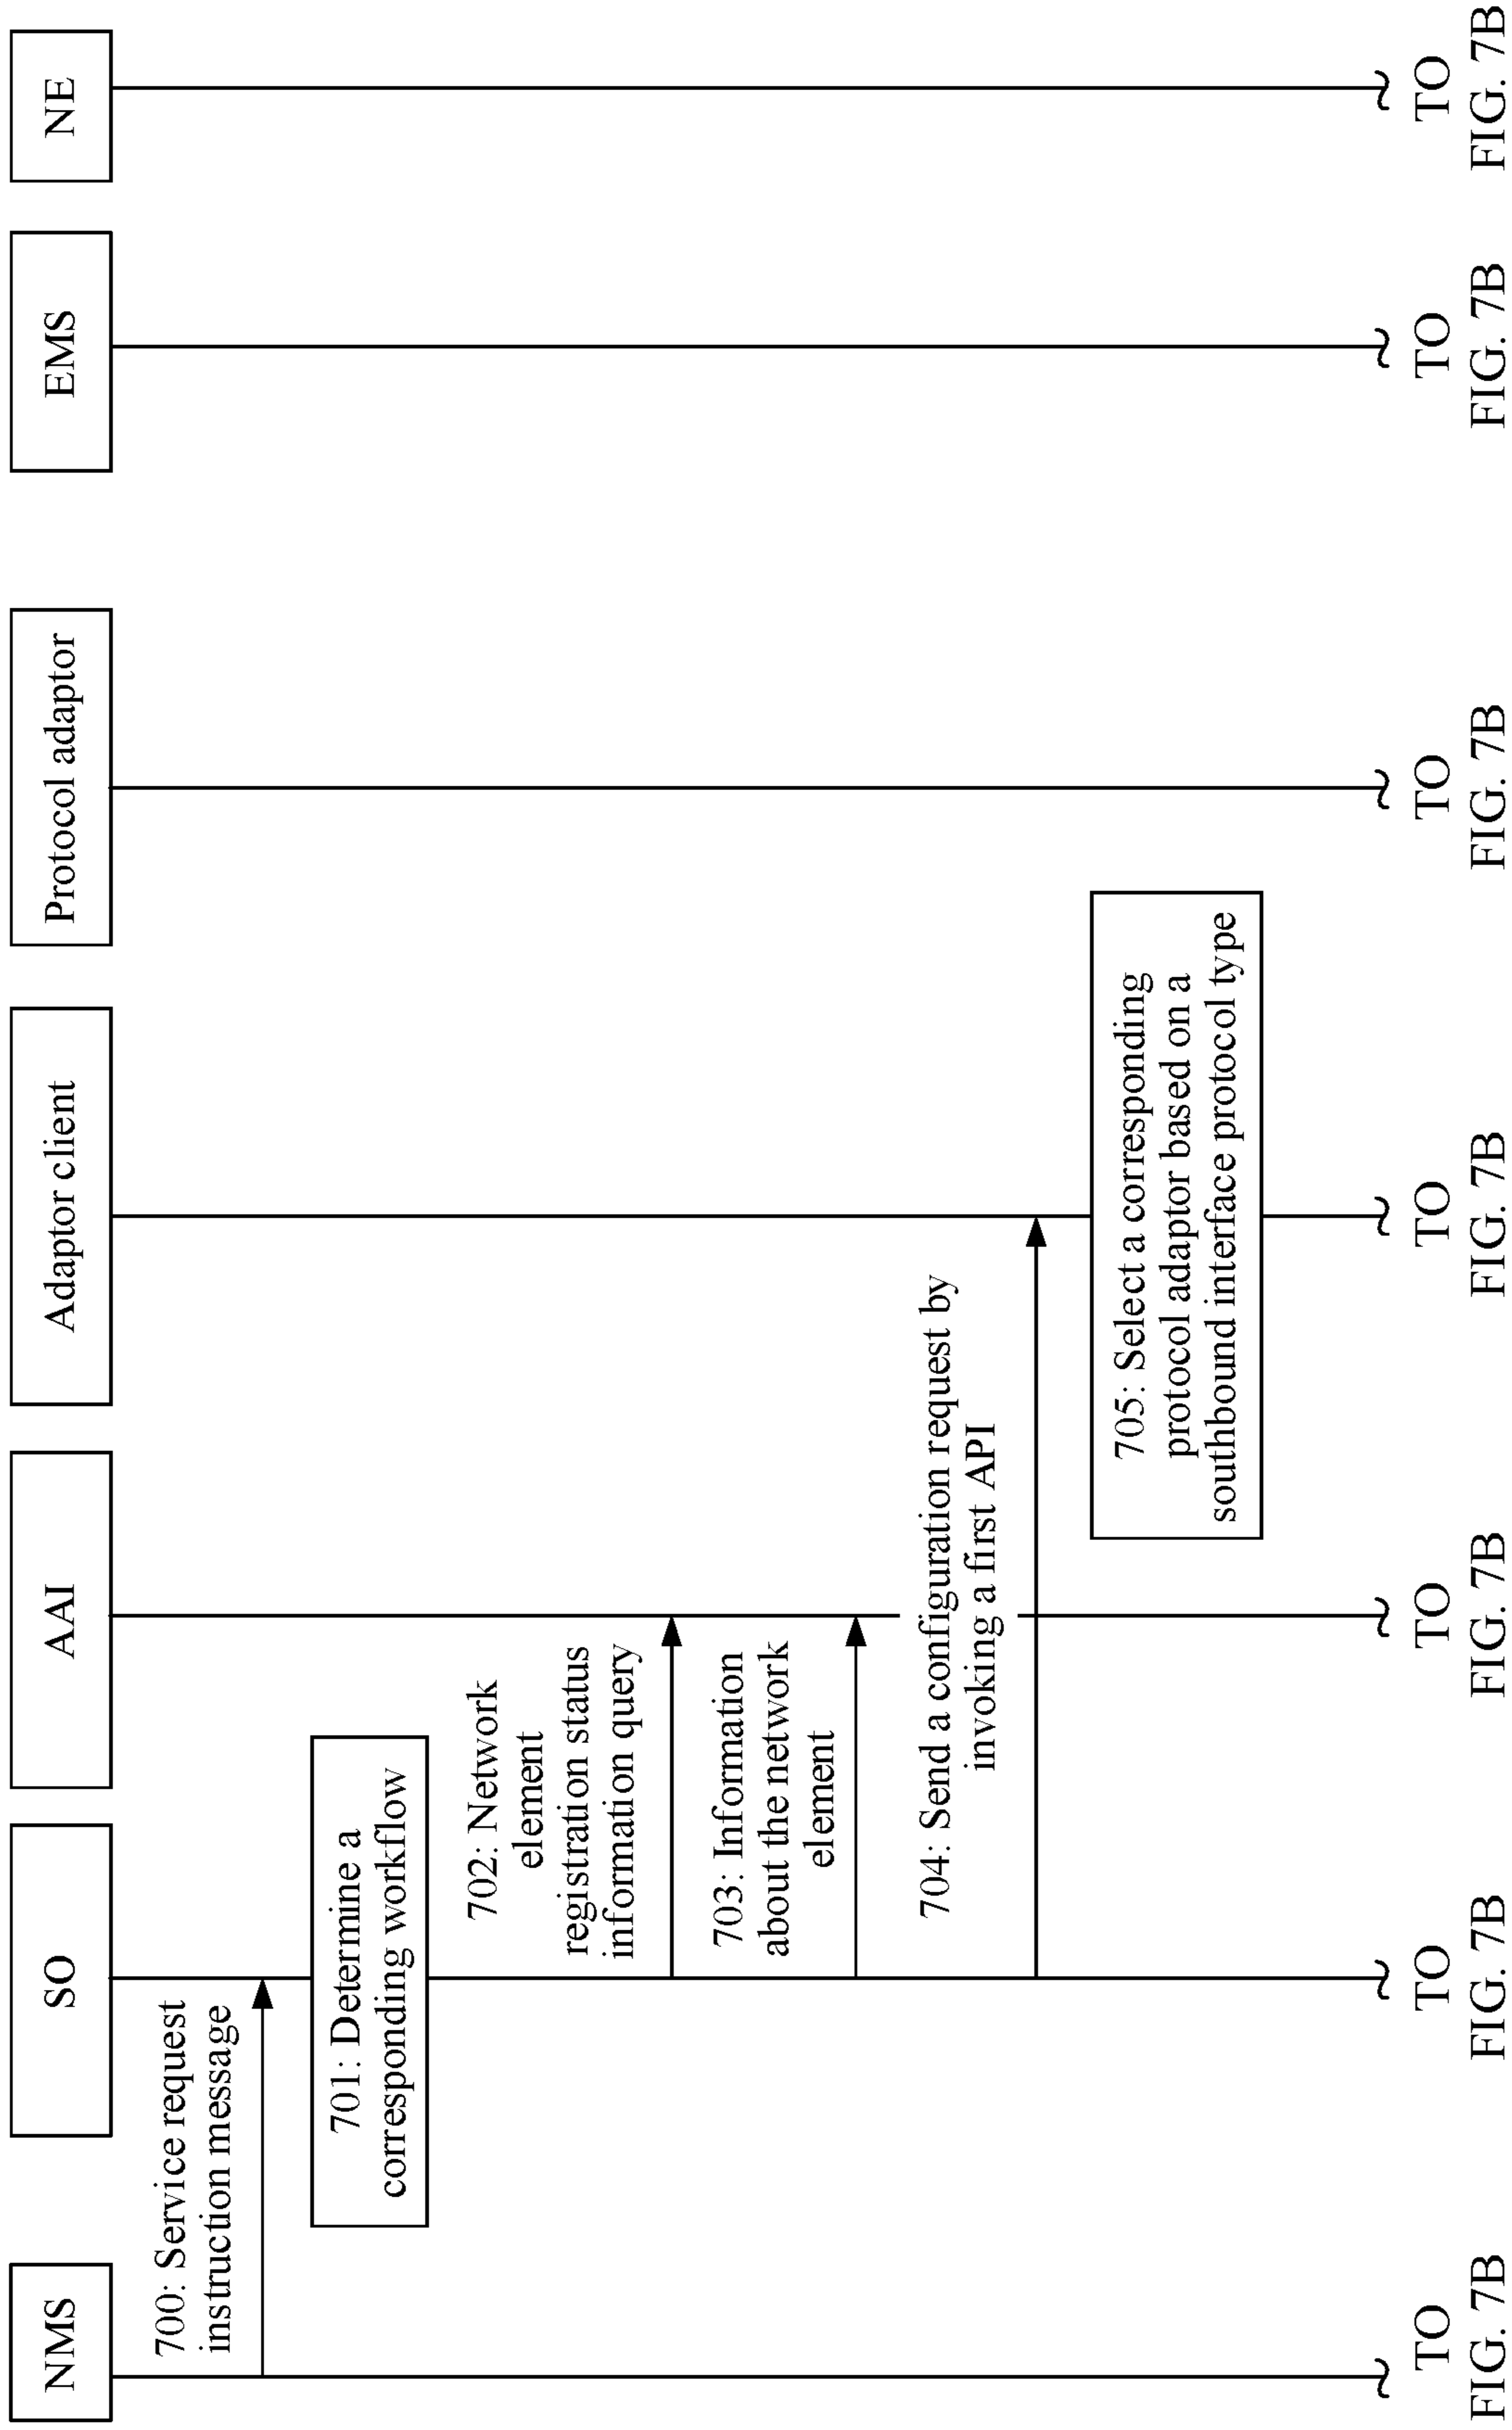 NMS
SO
AAI
Adaptor client
Protocol adaptor
EMS
NE
700: Service request
instruction message
701: Determine a
corresponding workflow
702: Network
element
registration status
information query
703: Information
about the network
element
704: Send a configuration request by
invoking a first API
705: Select a corresponding
protocol adaptor based on a
southbound interface protocol type
TO
FIG. 7B
TO
FIG. 7B
TO
FIG. 7B
TO
FIG. 7B
TO
FIG. 7B
TO
FIG. 7B
TO
FIG. 7B